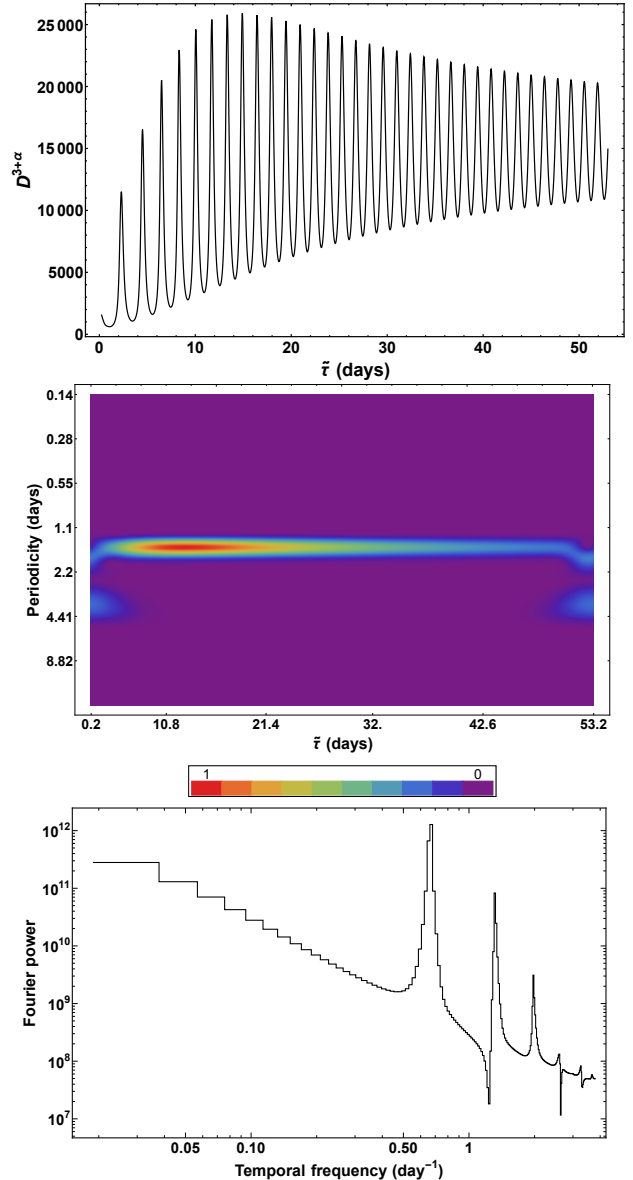 25 000
20 000
15 000
10 000
5000
0
D^{3+α}
0 10 20 30 40 50
τ̃ (days)
0.14
0.28
0.55
1.1
2.2
4.41
8.82
Periodicity (days)
0.2 10.8 21.4 32. 42.6 53.2
τ̃ (days)
1 0
10^{12}
10^{11}
10^{10}
10^{9}
10^{8}
10^{7}
Fourier power
0.05 0.10 0.50 1
Temporal frequency (day^{-1})